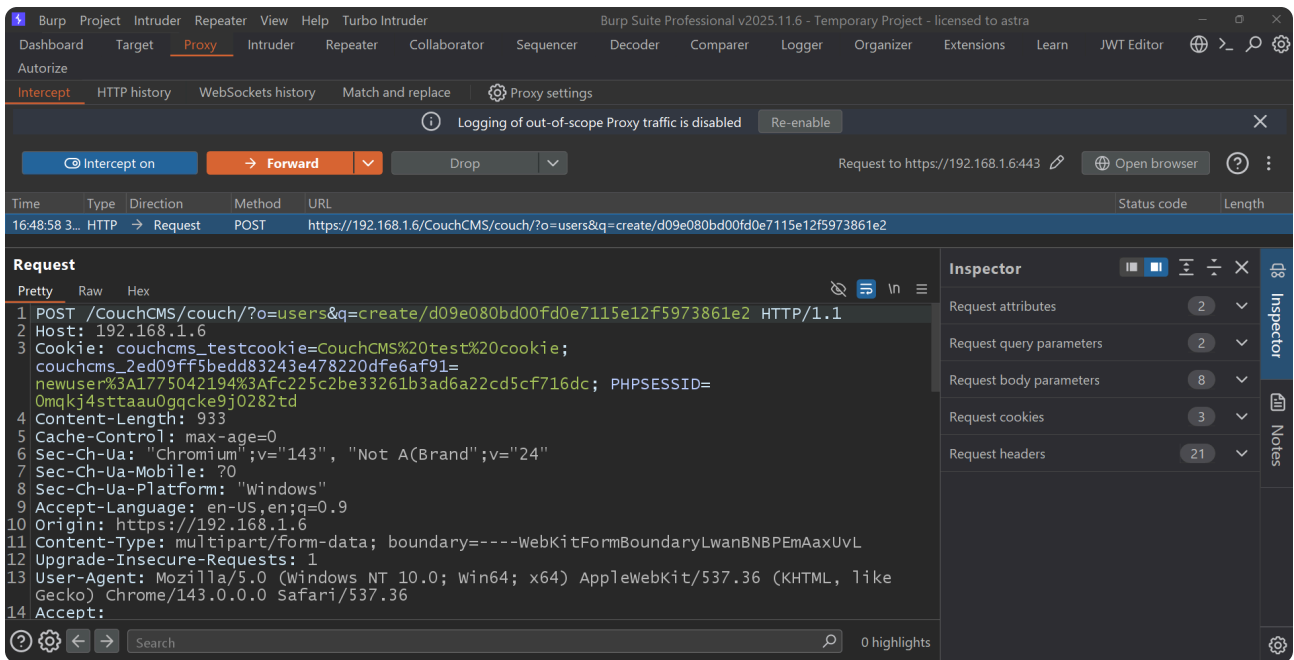 Burp Project Intruder Repeater View Help Turbo Intruder Burp Suite Professional v2025.11.6 - Temporary Project - licensed to astra
Dashboard Target Proxy Intruder Repeater Collaborator Sequencer Decoder Comparer Logger Organizer Extensions Learn JWT Editor
Autorize
Intercept HTTP history WebSockets history Match and replace Proxy settings
Logging of out-of-scope Proxy traffic is disabled Re-enable
Intercept on Forward Drop Request to https://192.168.1.6:443 Open browser
Time Type Direction Method URL Status code Length
16:48:58 3... HTTP → Request POST https://192.168.1.6/CouchCMS/couch/?o=users&q=create/d09e080bd00fd0e7115e12f5973861e2
Request
Pretty Raw Hex \n
1 POST /CouchCMS/couch/?o=users&q=create/d09e080bd00fd0e7115e12f5973861e2 HTTP/1.1
2 Host: 192.168.1.6
3 Cookie: couchcms_testcookie=CouchCMS%20test%20cookie;
couchcms_2ed09ff5bedd83243e478220dfe6af91=
newuser%3A1775042194%3Afc225c2be33261b3ad6a22cd5cf716dc; PHPSESSID=
0mqkj4sttaau0gqcke9j0282td
4 Content-Length: 933
5 Cache-Control: max-age=0
6 Sec-Ch-Ua: "Chromium";v="143", "Not A(Brand";v="24"
7 Sec-Ch-Ua-Mobile: ?0
8 Sec-Ch-Ua-Platform: "Windows"
9 Accept-Language: en-US,en;q=0.9
10 Origin: https://192.168.1.6
11 Content-Type: multipart/form-data; boundary=----WebKitFormBoundaryLwanBNBPEmAaxUvL
12 Upgrade-Insecure-Requests: 1
13 User-Agent: Mozilla/5.0 (Windows NT 10.0; Win64; x64) AppleWebKit/537.36 (KHTML, like
Gecko) Chrome/143.0.0.0 Safari/537.36
14 Accept:
Search 0 highlights
Inspector
Request attributes 2
Request query parameters 2
Request body parameters 8
Request cookies 3
Request headers 21
Inspector
Notes